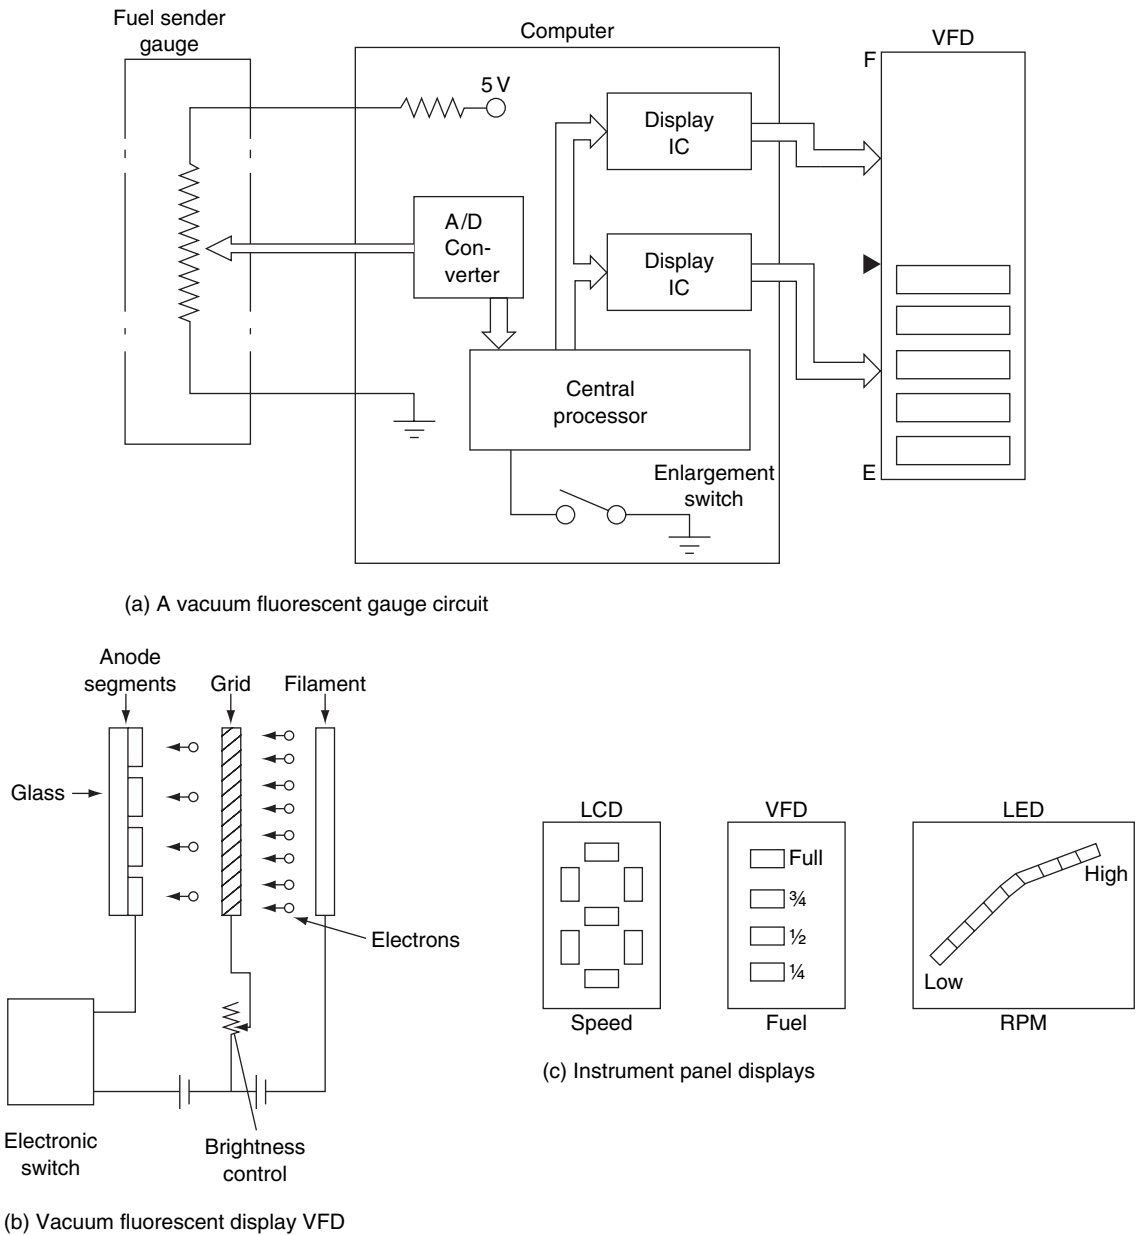 Fuel sender
gauge
Computer
VFD
F
5 V
Display
IC
A/D
Con-
verter
Display
IC
Central
processor
Enlargement
switch
E
(a) A vacuum fluorescent gauge circuit
Anode
segments
Grid
Filament
Glass
Electrons
Electronic
switch
Brightness
control
(b) Vacuum fluorescent display VFD
LCD
Speed
VFD
Full
¾
½
¼
Fuel
LED
High
Low
RPM
(c) Instrument panel displays